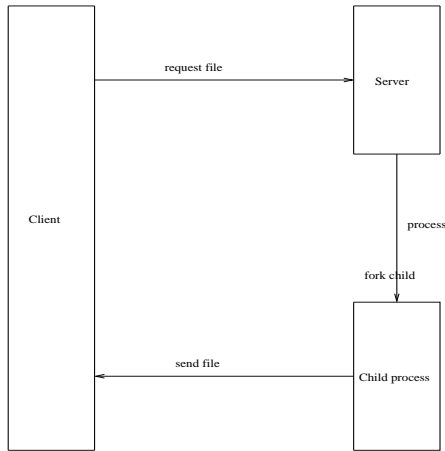 request file
Server
Client
process
fork child
send file
Child process